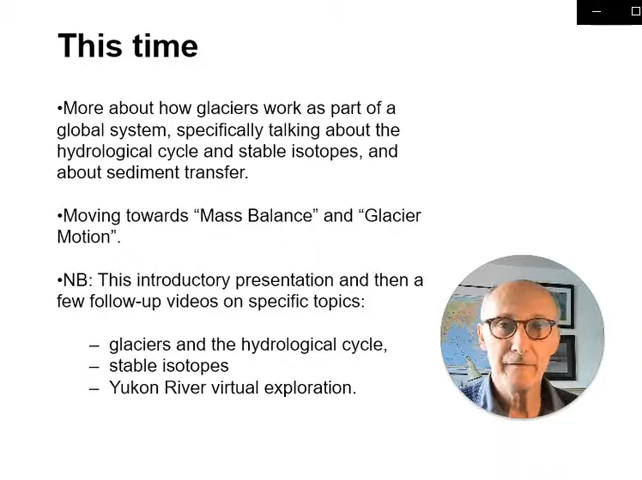 This time
•More about how glaciers work as part of a
global system, specifically talking about the
hydrological cycle and stable isotopes, and
about sediment transfer.
•Moving towards “Mass Balance” and “Glacier
Motion”.
•NB: This introductory presentation and then a
few follow-up videos on specific topics:
– glaciers and the hydrological cycle,
– stable isotopes
– Yukon River virtual exploration.